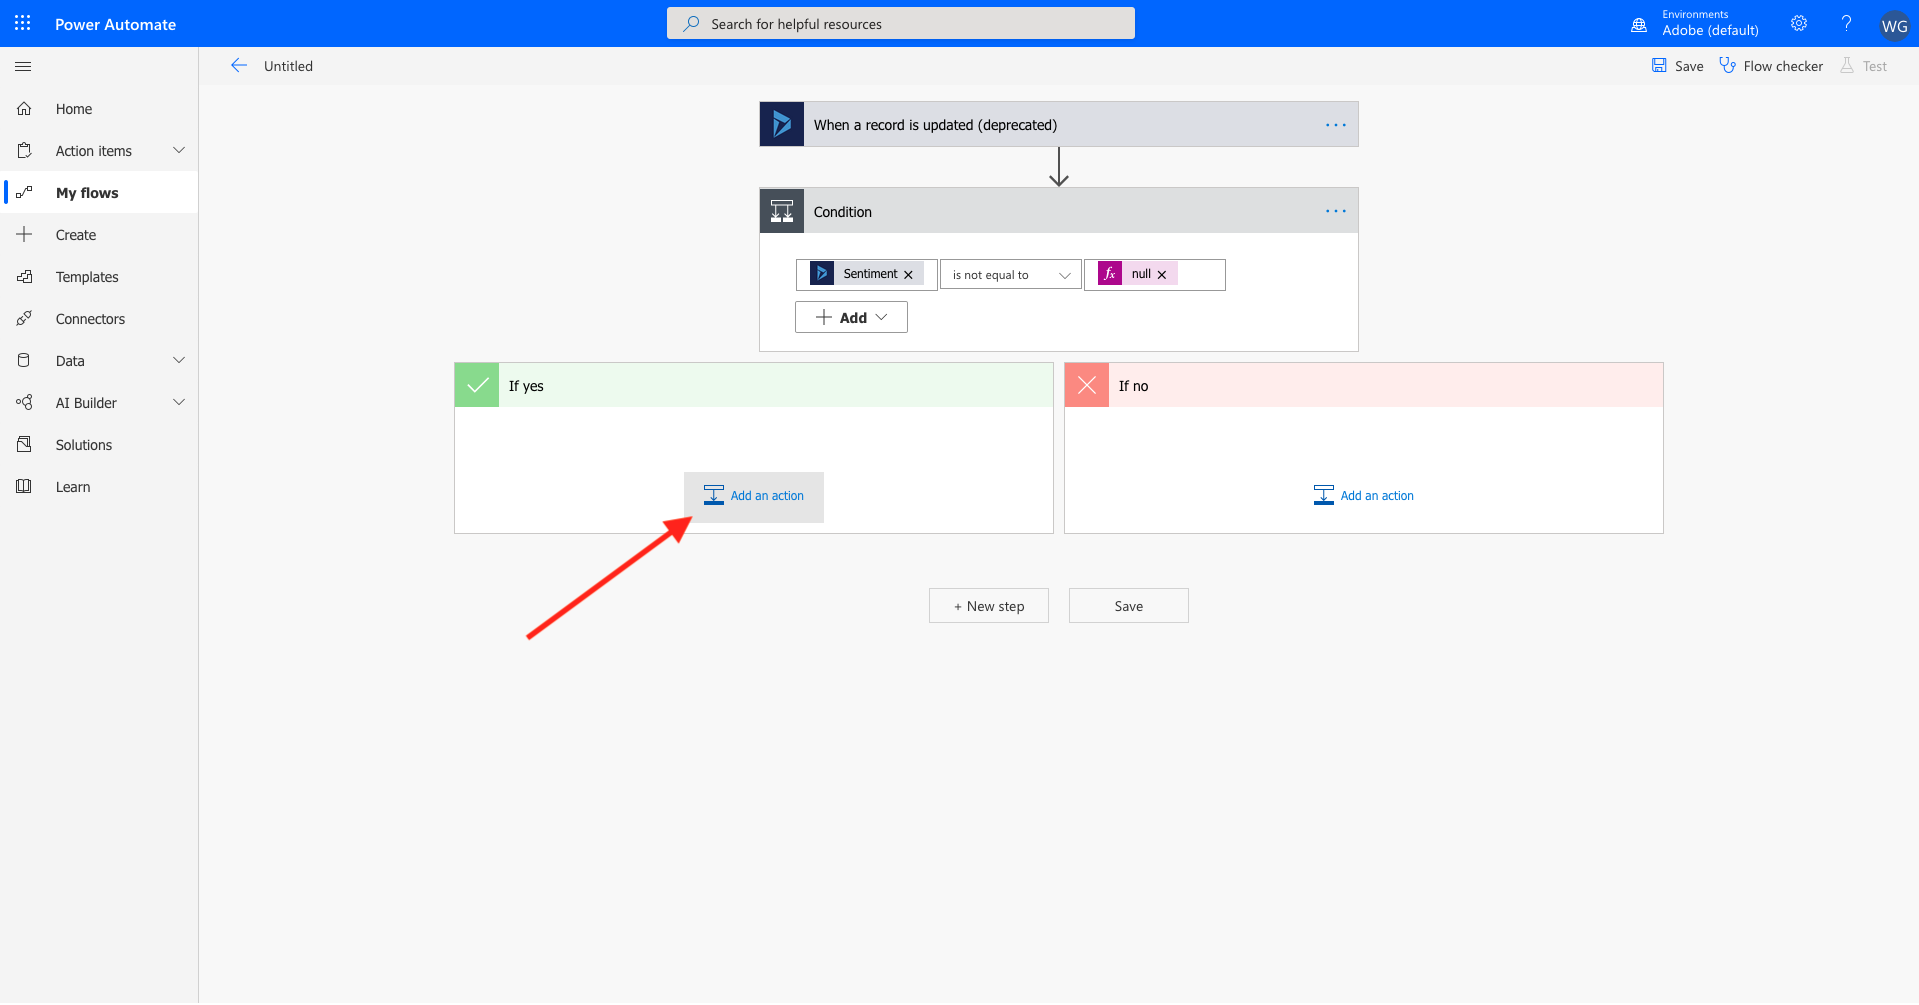 Power Automate
Search for helpful resources
Environments
Adobe (default)
?
WG
Untitled
Save
Flow checker
Test
Home
Action items
My flows
Create
Templates
Connectors
Data
AI Builder
Solutions
Learn
When a record is updated (deprecated)
...
Condition
...
Sentiment × is not equal to fx null ×
+ Add
If yes
If no
Add an action
Add an action
+ New step
Save